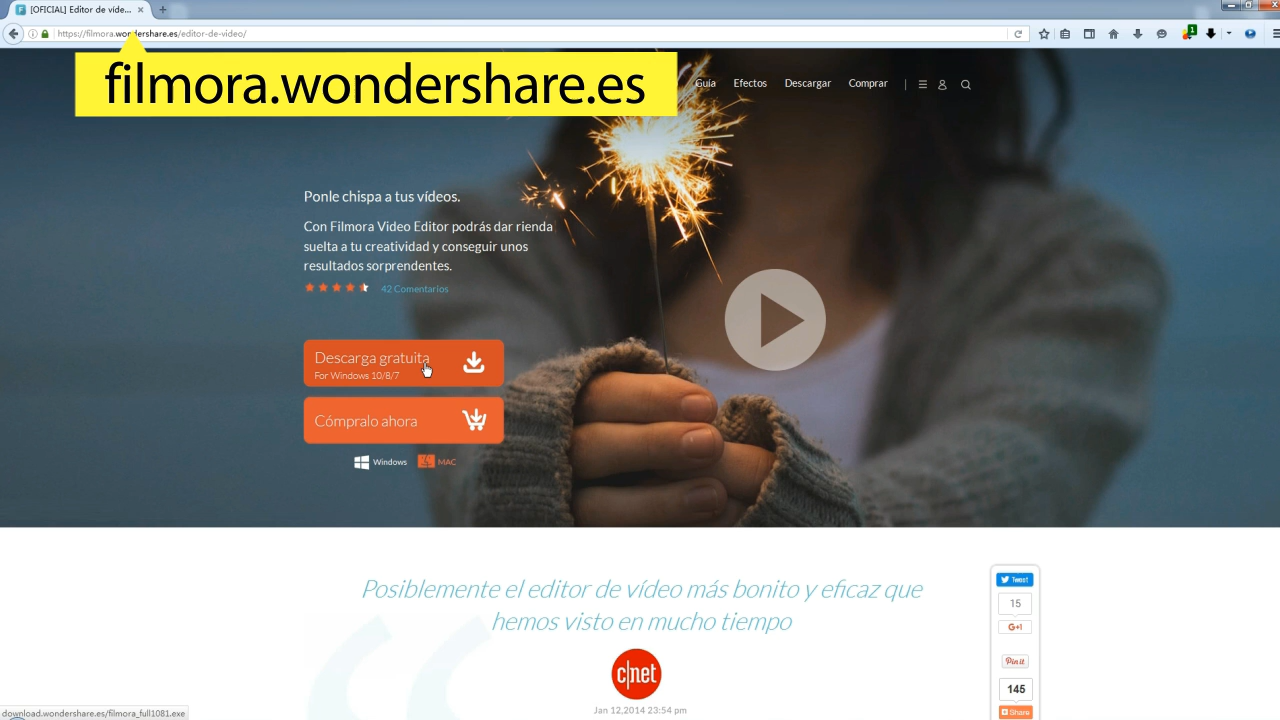 [OFICIAL] Editor de víde...
https://filmora.wondershare.es/editor-de-video/
1
filmora.wondershare.es
Guía Efectos Descargar Comprar
Ponle chispa a tus vídeos.
Con Filmora Video Editor podrás dar rienda
suelta a tu creatividad y conseguir unos
resultados sorprendentes.
42 Comentarios
Descarga gratuita
For Windows 10/8/7
Cómpralo ahora
Windows MAC
Posiblemente el editor de vídeo más bonito y eficaz que
hemos visto en mucho tiempo
c|net
Jan 12,2014 23:54 pm
Tweet
15
G+1
Pin it
145
Share
download.wondershare.es/filmora_full1081.exe